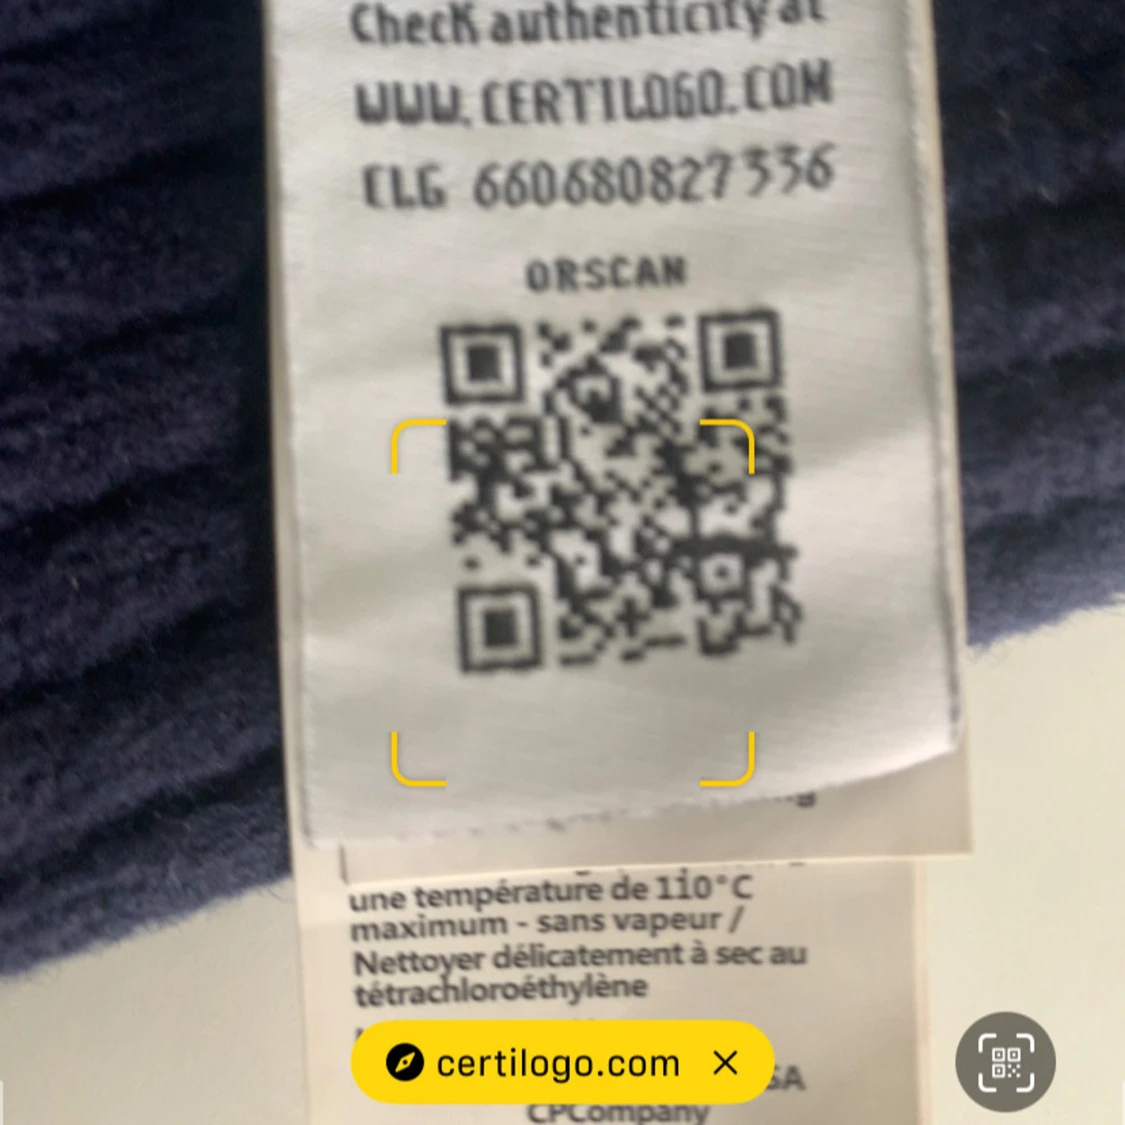 Check authenticity at
WWW.CERTILOGO.COM
CLG 660680827336
OR SCAN
une température de 110°C
maximum - sans vapeur /
Nettoyer délicatement à sec au
tétrachloroéthylène
certilogo.com
SA
CPCompany